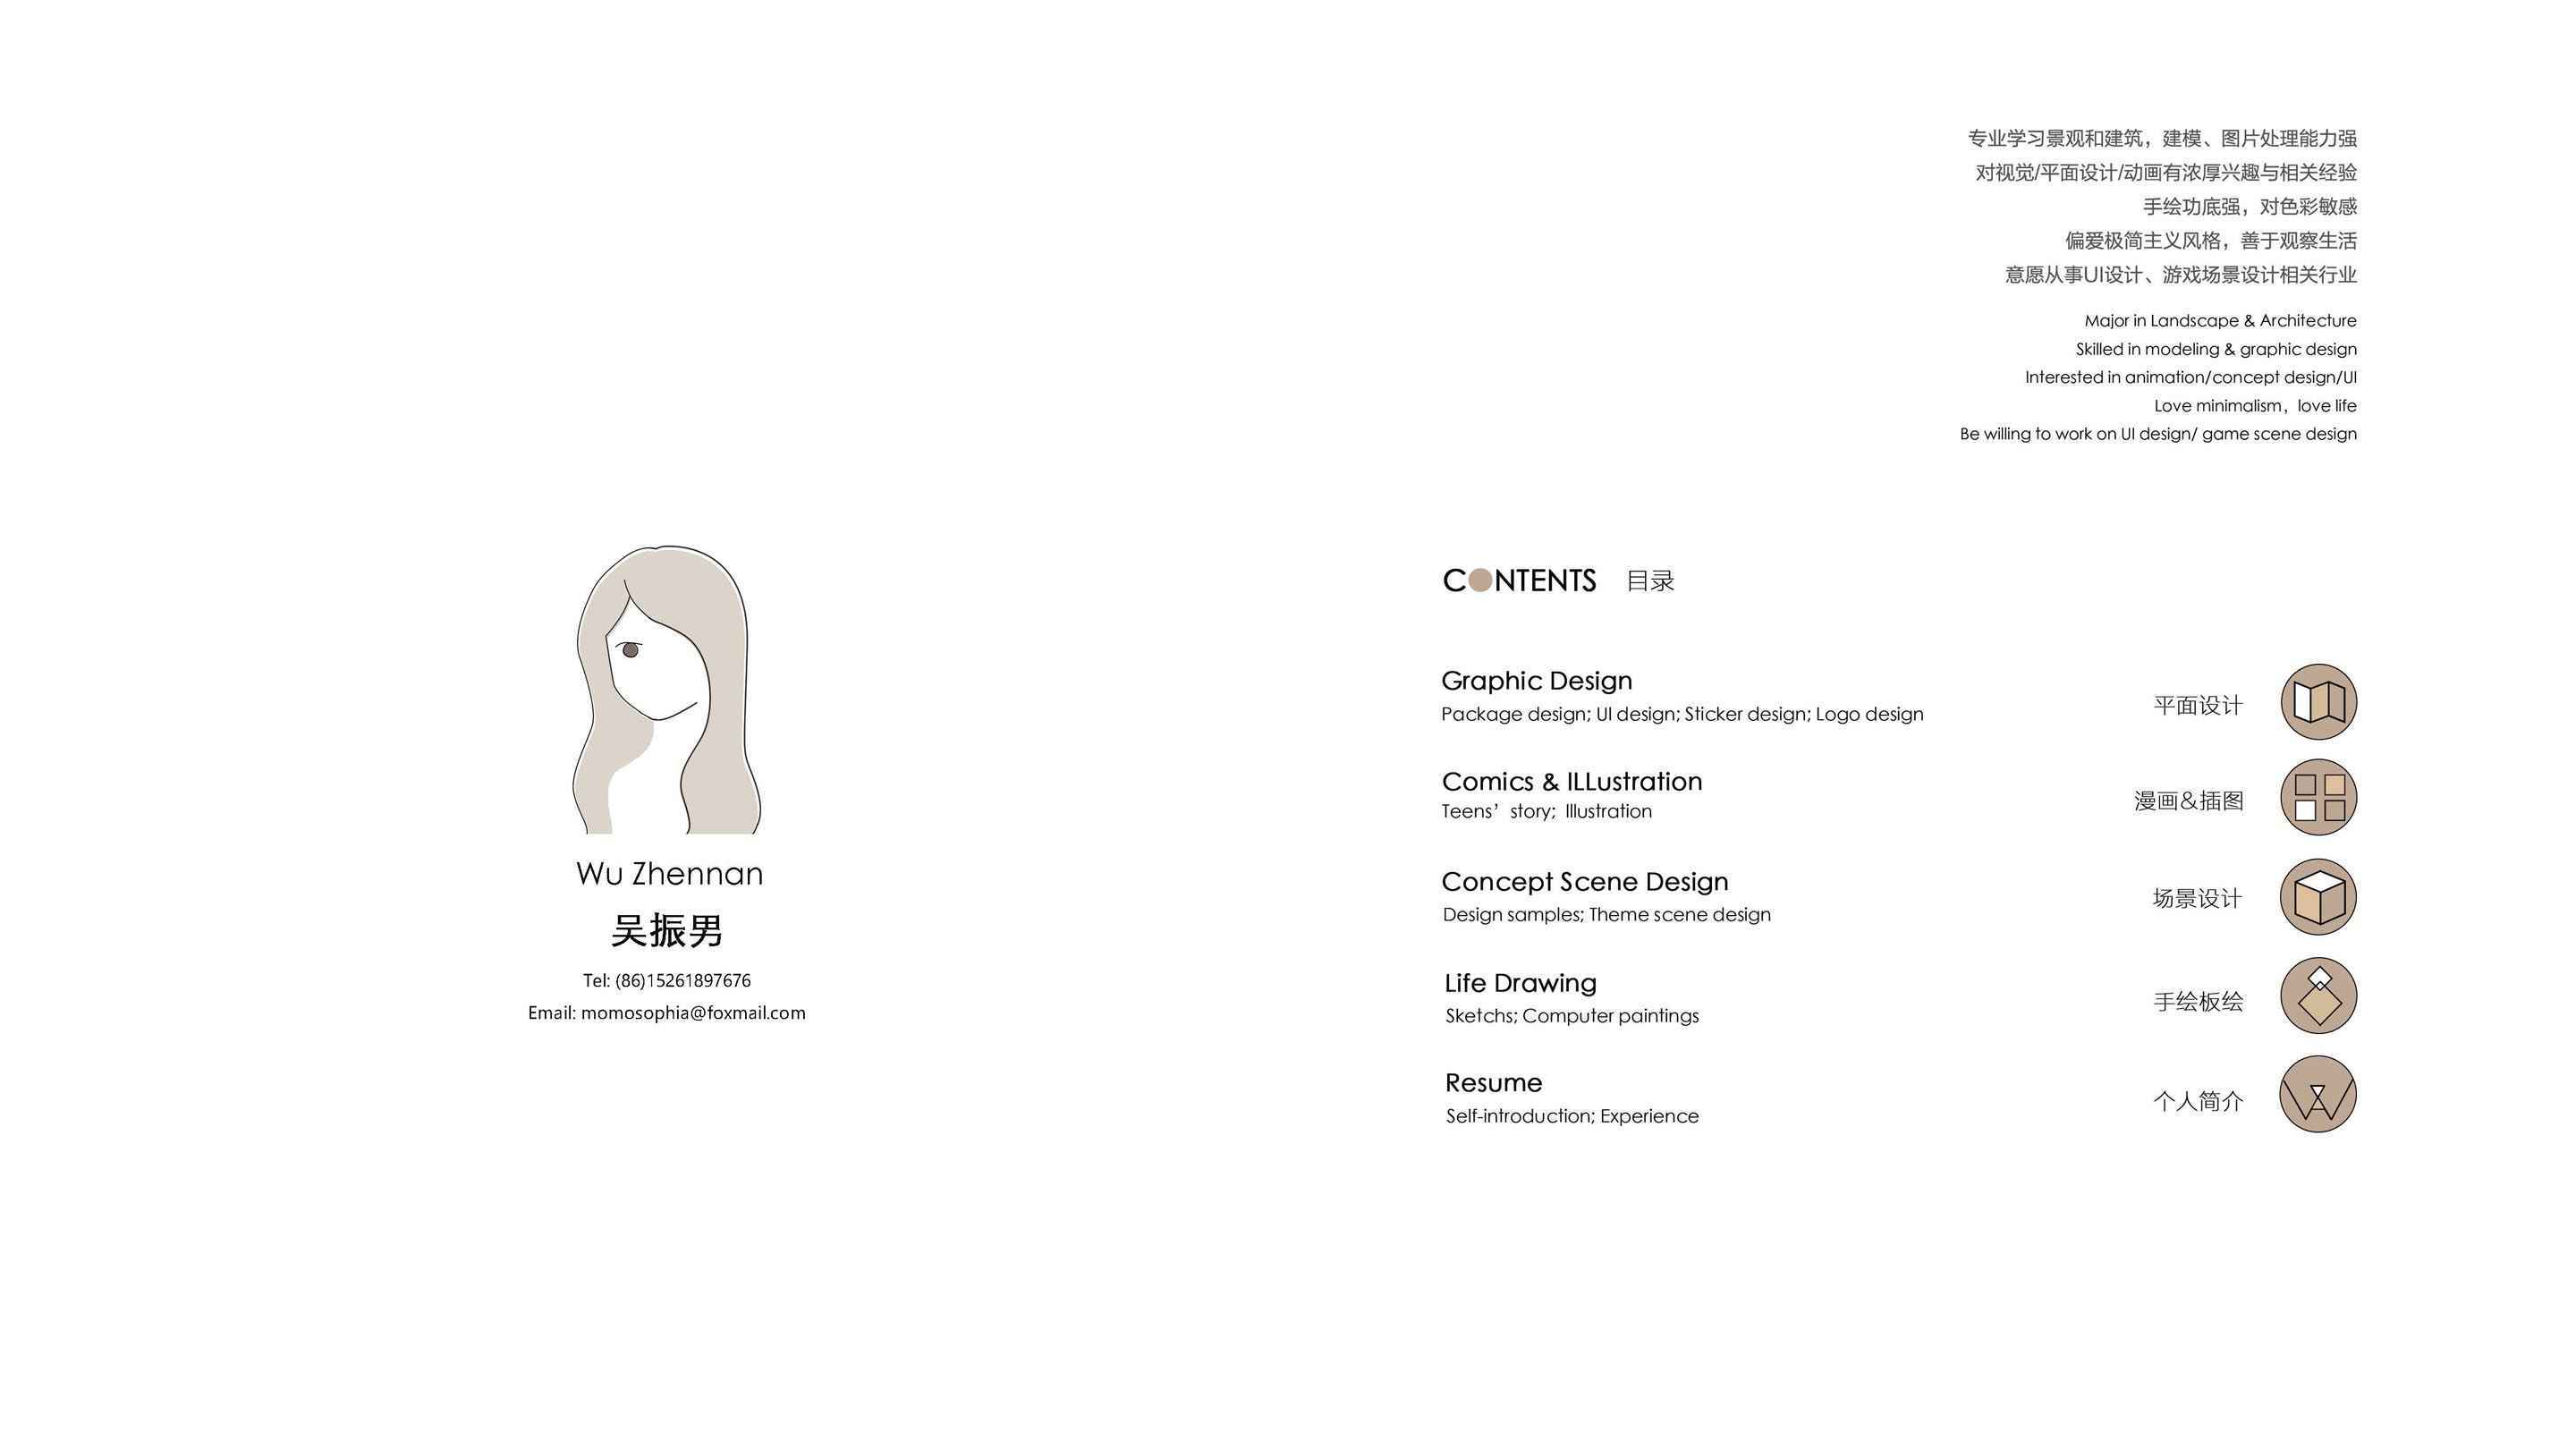 专业学习景观和建筑，建模、图片处理能力强
对视觉/平面设计/动画有浓厚兴趣与相关经验
手绘功底强，对色彩敏感
偏爱极简主义风格，善于观察生活
意愿从事UI设计、游戏场景设计相关行业
Major in Landscape & Architecture
Skilled in modeling & graphic design
Interested in animation/concept design/UI
Love minimalism，love life
Be willing to work on UI design/ game scene design
Wu Zhennan
吴振男
Tel: (86)15261897676
Email: momosophia@foxmail.com
CONTENTS 目录
Graphic Design
Package design; UI design; Sticker design; Logo design
平面设计
Comics & ILLustration
Teens’ story; Illustration
漫画&插图
Concept Scene Design
Design samples; Theme scene design
场景设计
Life Drawing
Sketchs; Computer paintings
手绘板绘
Resume
Self-introduction; Experience
个人简介